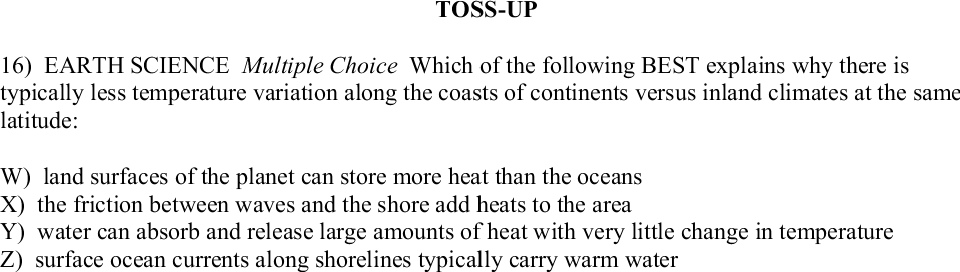 TOSS-UP
16) EARTH SCIENCE Multiple Choice Which of the following BEST explains why there is
typically less temperature variation along the coasts of continents versus inland climates at the same
latitude:
W) land surfaces of the planet can store more heat than the oceans
X) the friction between waves and the shore add heats to the area
Y) water can absorb and release large amounts of heat with very little change in temperature
Z) surface ocean currents along shorelines typically carry warm water